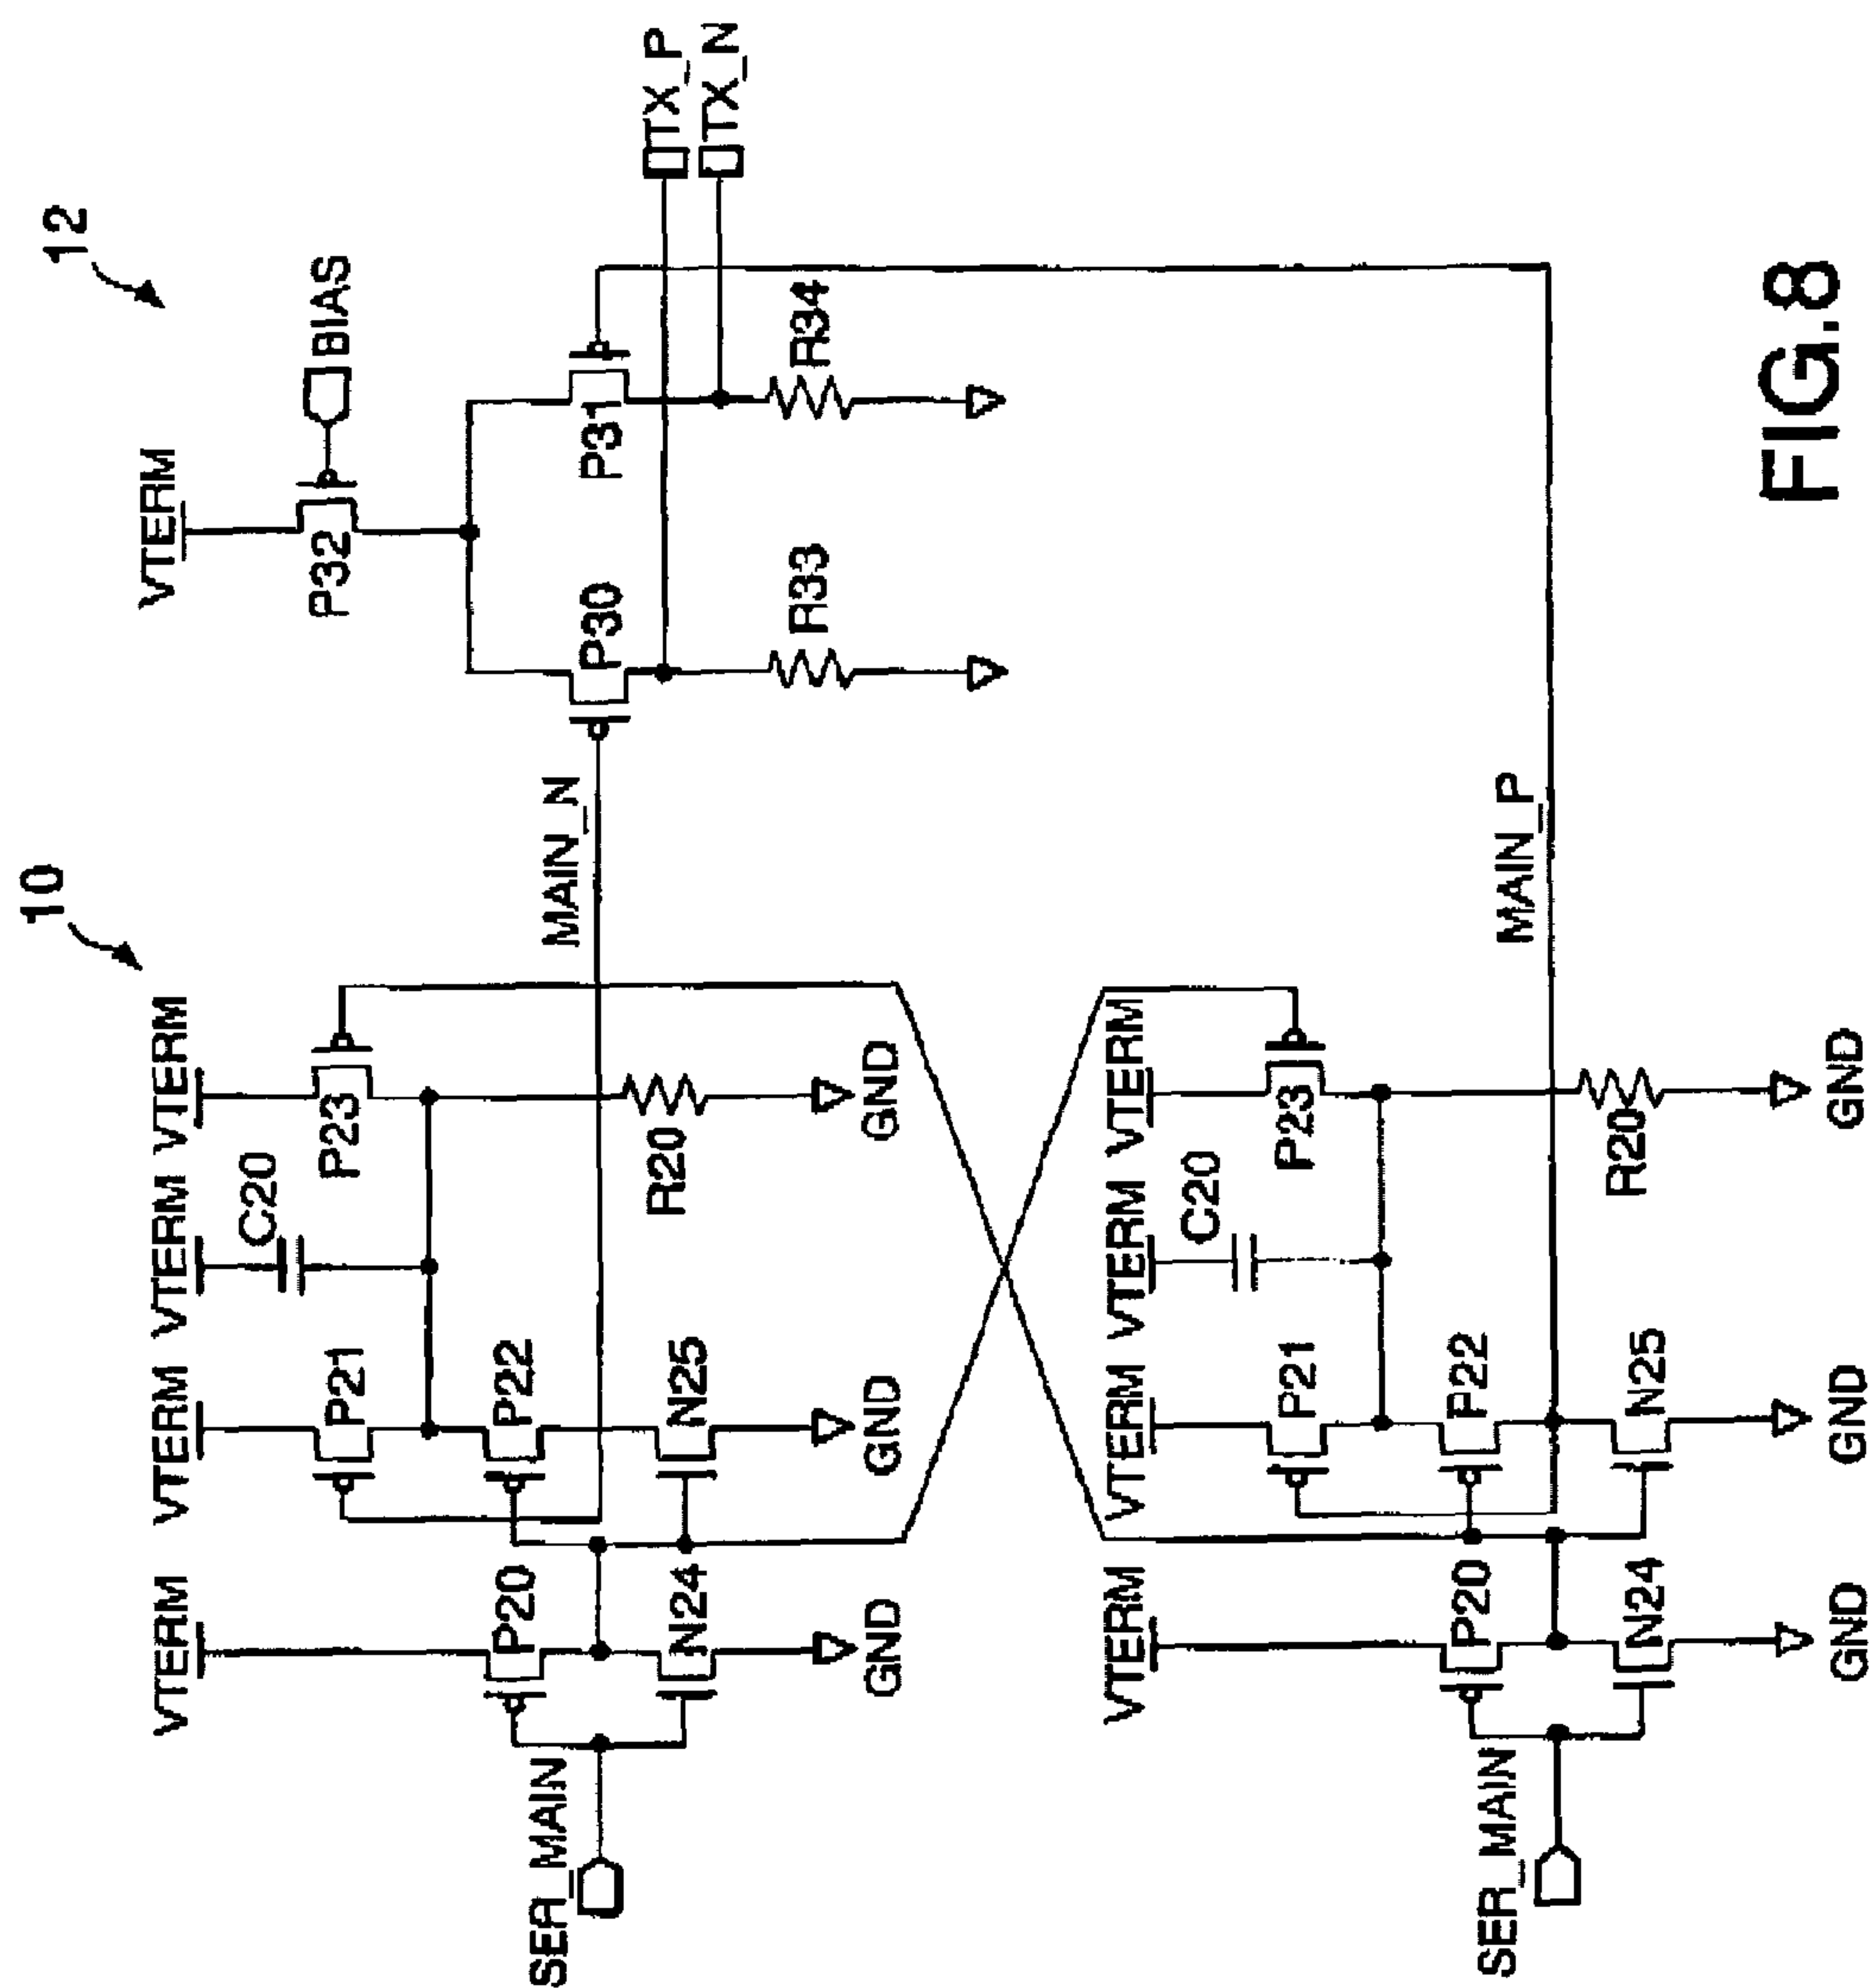 10
12
VTERM
VTERM
VTERM
VTERM
VTERM
P32
BIAS
P21
C20
P23
P20
P22
P30
P31
TX_P
TX_N
SER_MAIN
MAIN_N
N24
N25
R20
R33
R34
GND
GND
GND
VTERM
VTERM
VTERM
VTERM
P21
C20
P23
P20
P22
MAIN_P
SER_MAIN
N24
N25
R20
GND
GND
GND
FIG.8